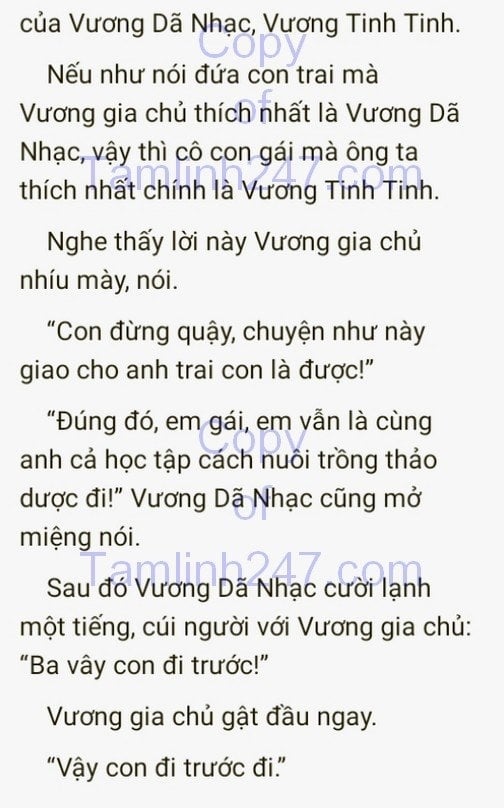 của Vương Dã Nhạc, Vương Tinh Tinh.
Nếu như nói đứa con trai mà
Vương gia chủ thích nhất là Vương Dã
Nhạc, vậy thì cô con gái mà ông ta
thích nhất chính là Vương Tinh Tinh.
Nghe thấy lời này Vương gia chủ
nhíu mày, nói.
“Con đừng quậy, chuyện như này
giao cho anh trai con là được!”
“Đúng đó, em gái, em vẫn là cùng
anh cả học tập cách nuôi trồng thảo
dược đi!” Vương Dã Nhạc cũng mở
miệng nói.
Sau đó Vương Dã Nhạc cười lạnh
một tiếng, cúi người với Vương gia chủ:
“Ba vây con đi trước!”
Vương gia chủ gật đầu ngay.
“Vậy con đi trước đi.”
Copy
of
Tamlinh247.com
Copy
of
Tamlinh247.com